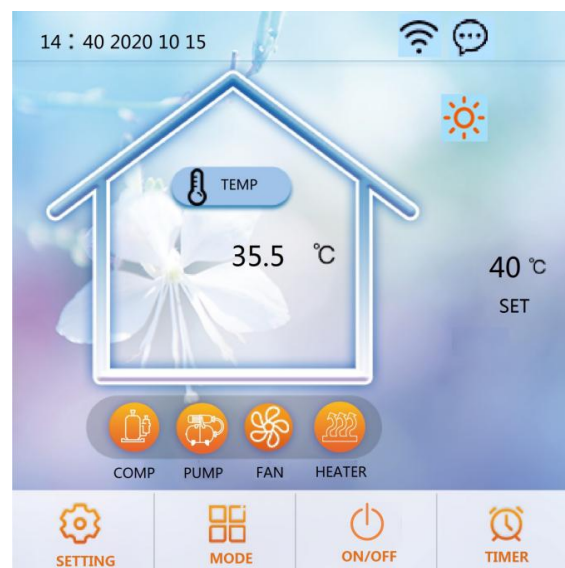 14：40 2020 10 15
TEMP
35.5 ℃
40 ℃
SET
COMP PUMP FAN HEATER
SETTING MODE ON/OFF TIMER